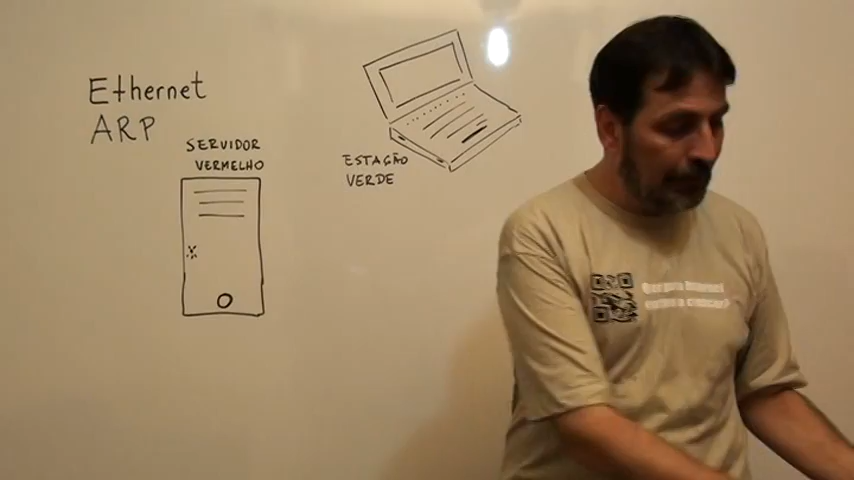 Ethernet
ARP
SERVIDOR
VERMELHO
ESTAÇÃO
VERDE